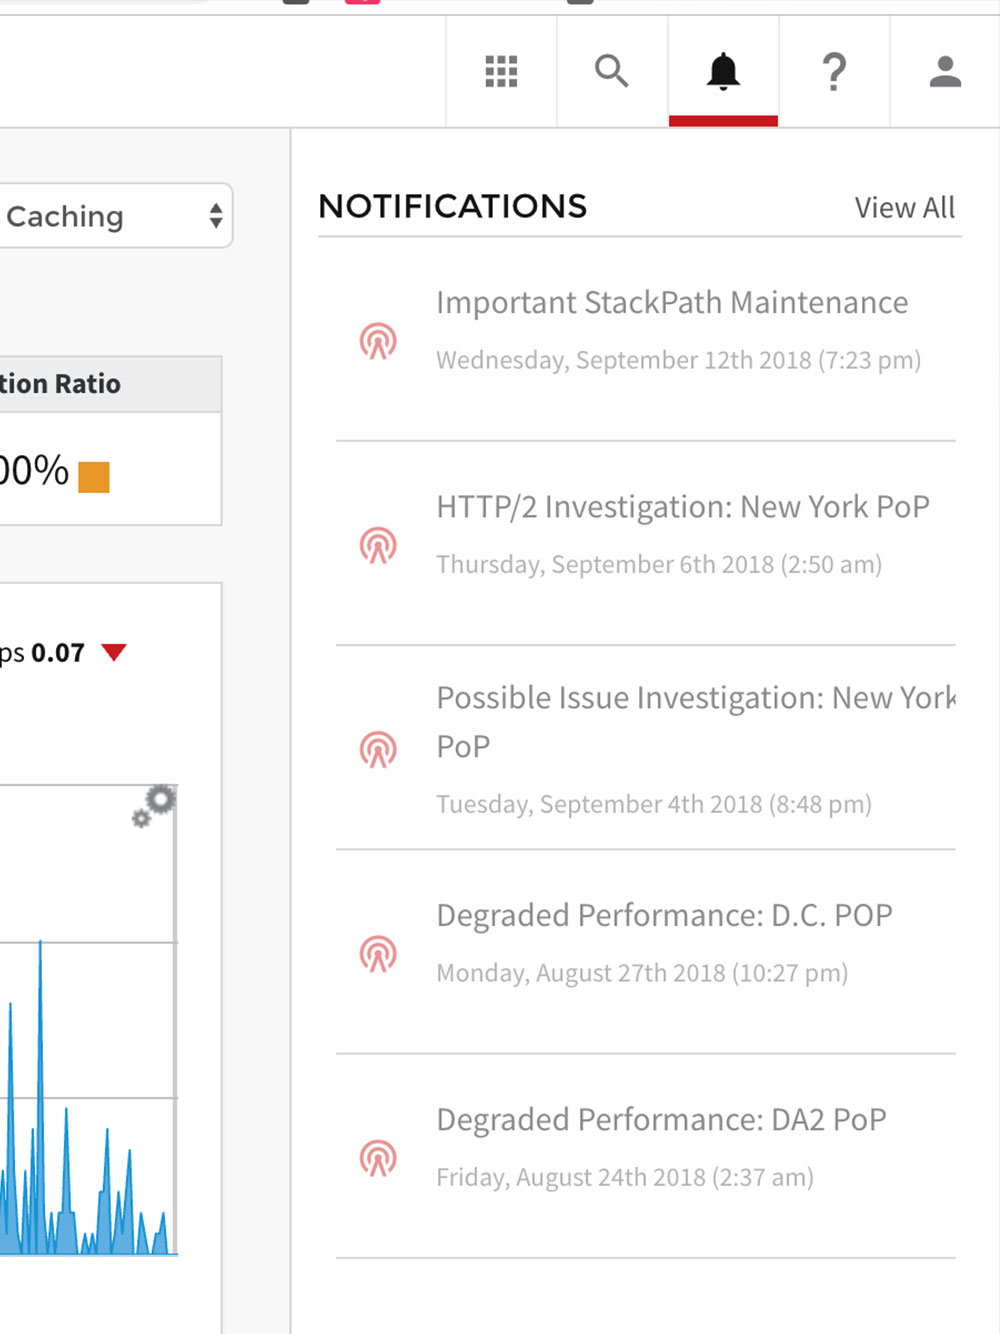 Caching
NOTIFICATIONS
View All
Important StackPath Maintenance
Wednesday, September 12th 2018 (7:23 pm)
tion Ratio
00%
HTTP/2 Investigation: New York PoP
Thursday, September 6th 2018 (2:50 am)
ps 0.07
Possible Issue Investigation: New York
PoP
Tuesday, September 4th 2018 (8:48 pm)
Degraded Performance: D.C. POP
Monday, August 27th 2018 (10:27 pm)
Degraded Performance: DA2 PoP
Friday, August 24th 2018 (2:37 am)